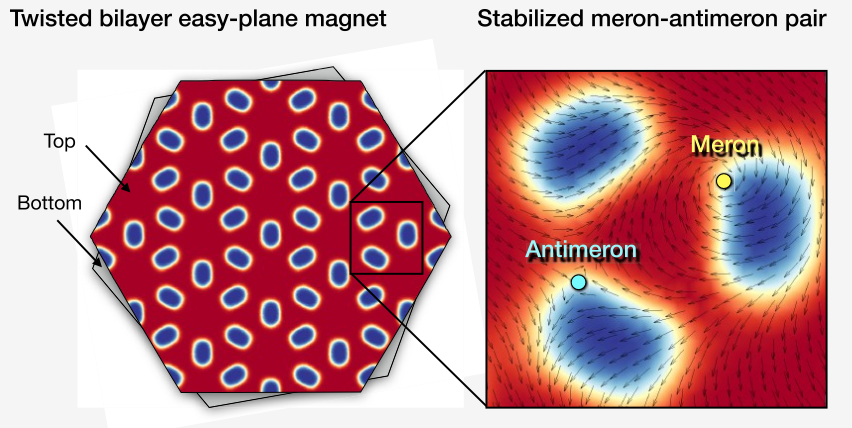 Twisted bilayer easy-plane magnet
Stabilized meron-antimeron pair
Top
Bottom
Meron
Antimeron